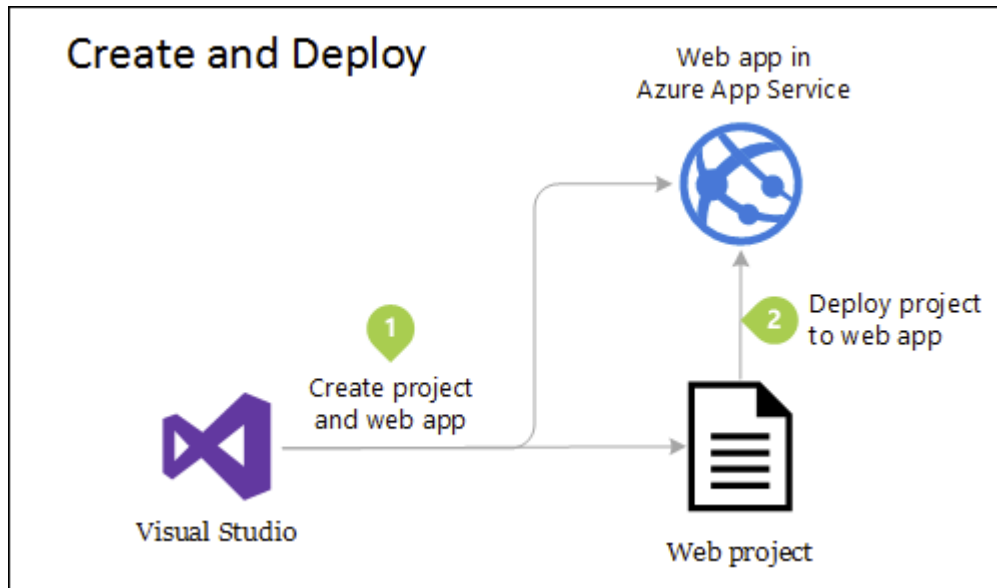 Create and Deploy
Web app in
Azure App Service
1
Create project
and web app
2
Deploy project
to web app
Visual Studio
Web project